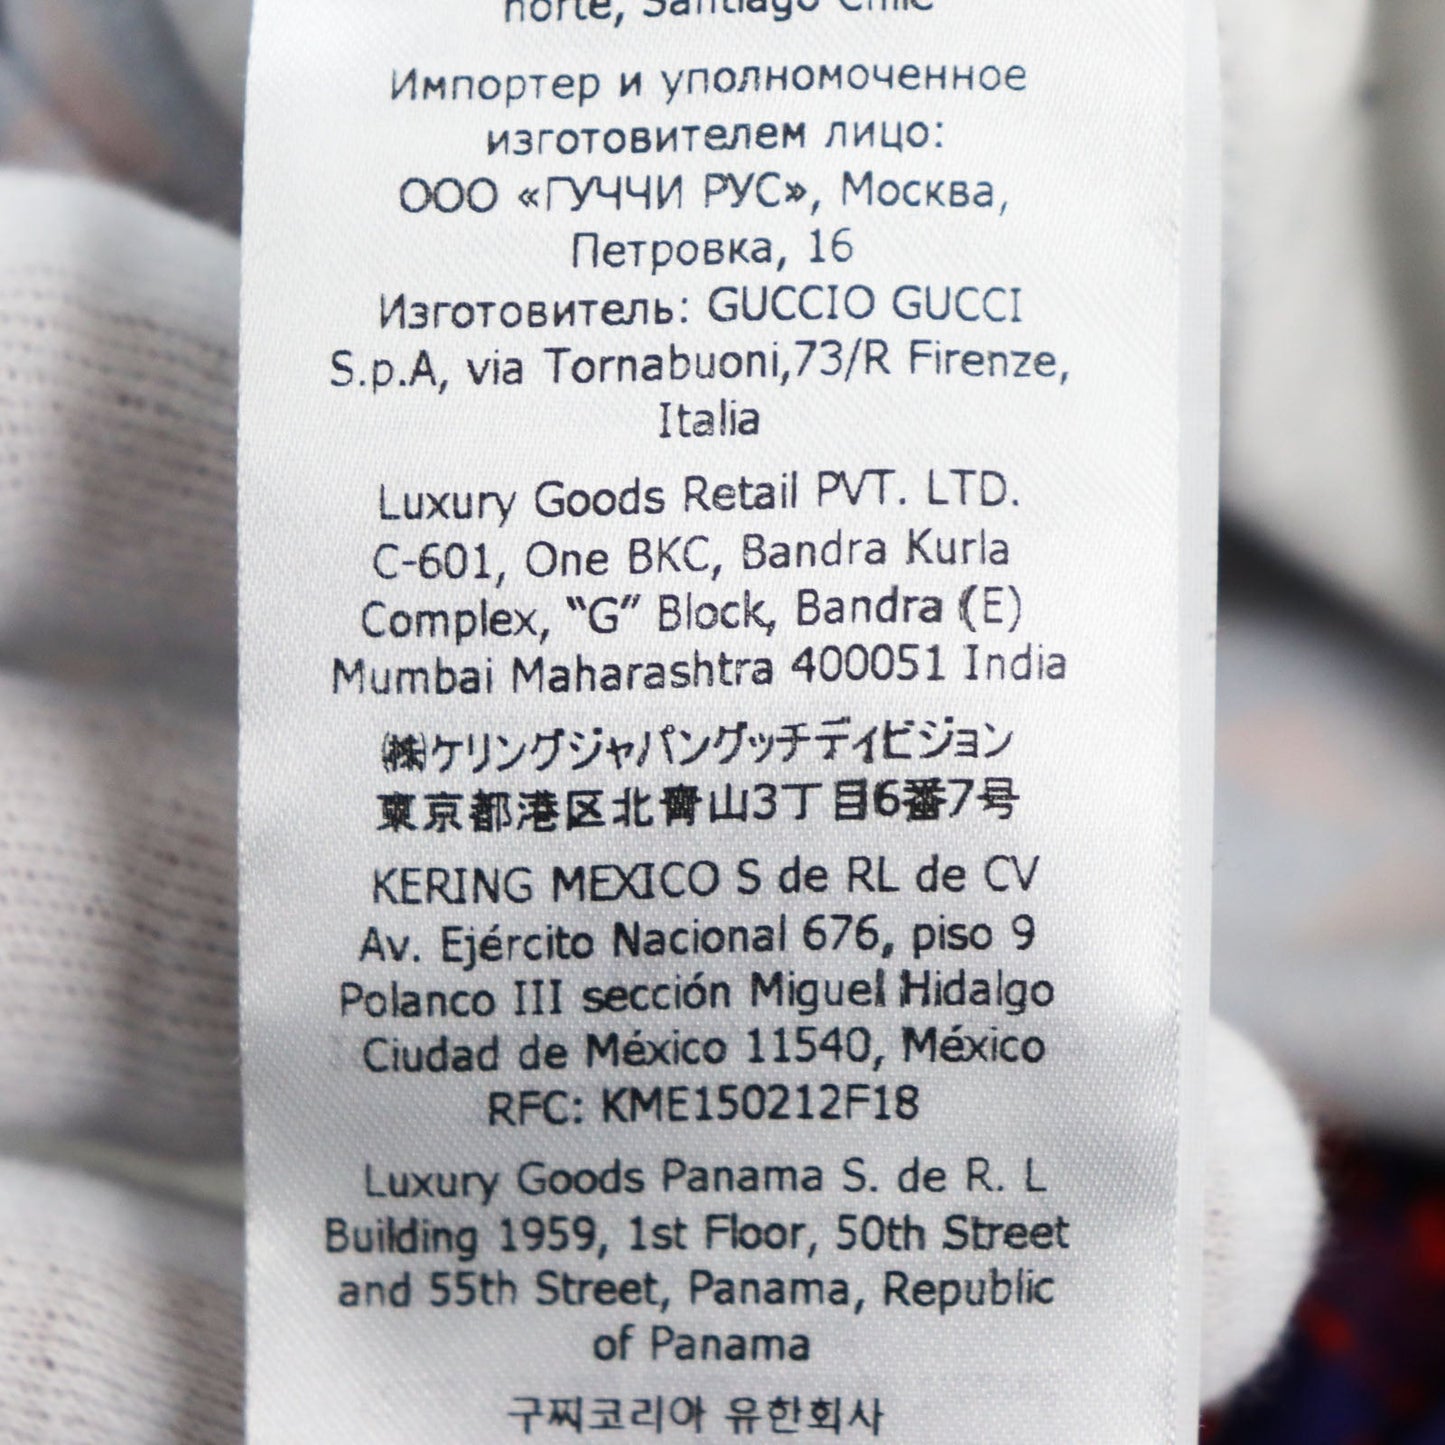 norte, Santiago Chile
Импортер и уполномоченное
изготовителем лицо:
ООО «ГУЧЧИ РУС», Москва,
Петровка, 16
Изготовитель: GUCCIO GUCCI
S.p.A, via Tornabuoni,73/R Firenze,
Italia
Luxury Goods Retail PVT. LTD.
C-601, One BKC, Bandra Kurla
Complex, “G” Block, Bandra (E)
Mumbai Maharashtra 400051 India
㈱ケリングジャパングッチディビジョン
東京都港区北青山3丁目6番7号
KERING MEXICO S de RL de CV
Av. Ejército Nacional 676, piso 9
Polanco III sección Miguel Hidalgo
Ciudad de México 11540, México
RFC: KME150212F18
Luxury Goods Panama S. de R. L
Building 1959, 1st Floor, 50th Street
and 55th Street, Panama, Republic
of Panama
구찌코리아 유한회사